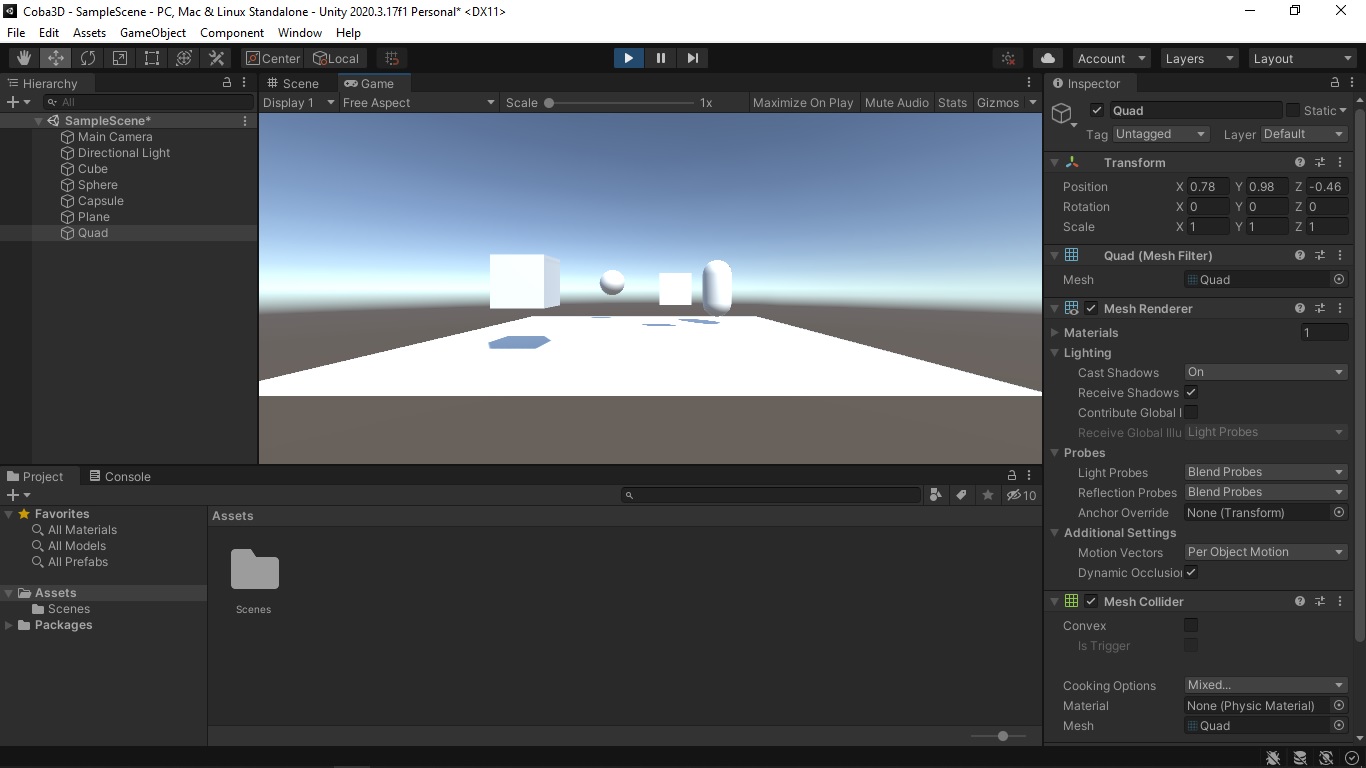 Coba3D - SampleScene - PC, Mac & Linux Standalone - Unity 2020.3.17f1 Personal* <DX11>
File Edit Assets GameObject Component Window Help
Center Local Account Layers Layout
Hierarchy
All
SampleScene*
Main Camera
Directional Light
Cube
Sphere
Capsule
Plane
Quad
Scene Game
Display 1 Free Aspect Scale 1x Maximize On Play Mute Audio Stats Gizmos
Project Console
10
Favorites
All Materials
All Models
All Prefabs
Assets
Scenes
Packages
Assets
Scenes
Inspector
Quad Static
Tag Untagged Layer Default
Transform
Position X 0.78 Y 0.98 Z -0.46
Rotation X 0 Y 0 Z 0
Scale X 1 Y 1 Z 1
Quad (Mesh Filter)
Mesh Quad
Mesh Renderer
Materials 1
Lighting
Cast Shadows On
Receive Shadows
Contribute Global I
Receive Global Illu Light Probes
Probes
Light Probes Blend Probes
Reflection Probes Blend Probes
Anchor Override None (Transform)
Additional Settings
Motion Vectors Per Object Motion
Dynamic Occlusio
Mesh Collider
Convex
Is Trigger
Cooking Options Mixed...
Material None (Physic Material)
Mesh Quad